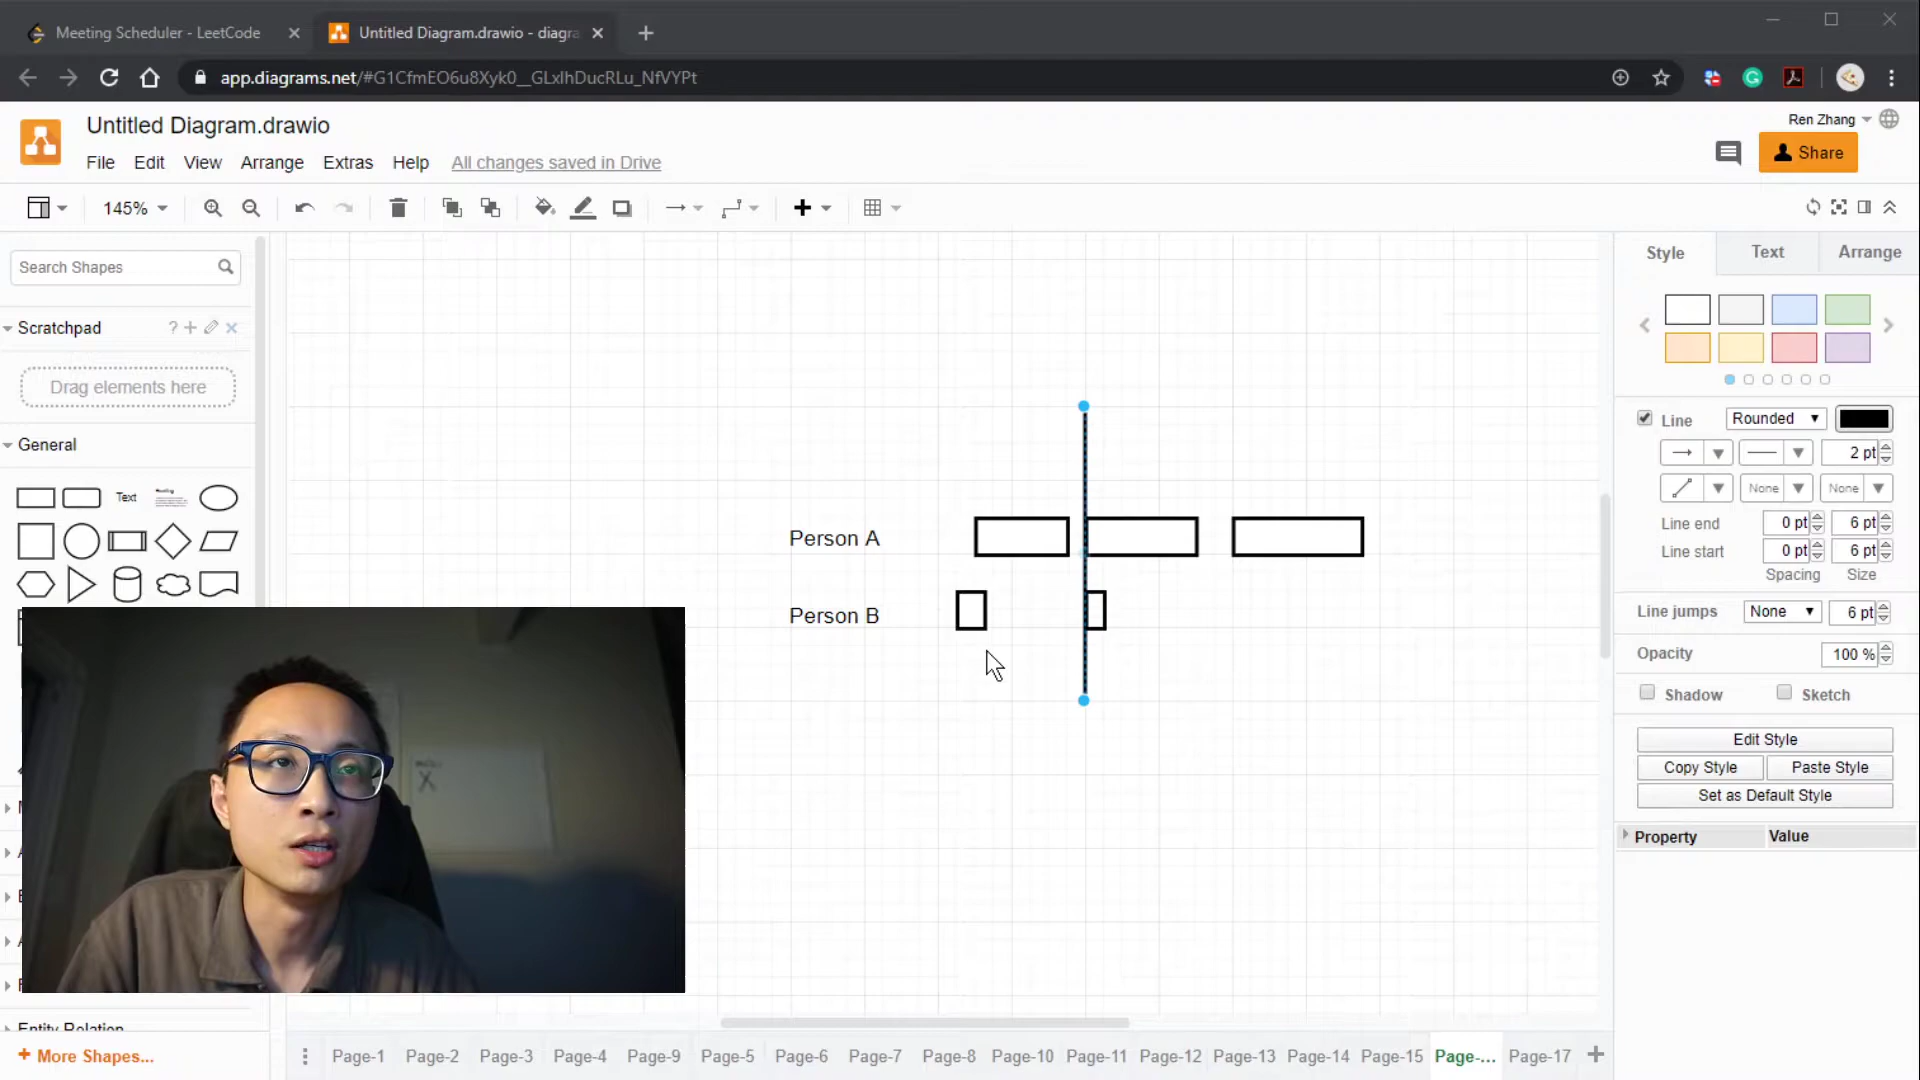 Meeting Scheduler - LeetCode
Untitled Diagram.drawio - diagra
app.diagrams.net/#G1CfmEO6u8Xyk0__GLxlhDucRLu_NfVYPt
Untitled Diagram.drawio
Ren Zhang
File Edit View Arrange Extras Help All changes saved in Drive
Share
145%
Search Shapes
Style Text Arrange
Scratchpad
Drag elements here
General
Text
Line Rounded
2 pt
None None
Line end 0 pt 6 pt
Line start 0 pt 6 pt
Spacing Size
Person A
Person B
Line jumps None 6 pt
Opacity 100 %
Shadow Sketch
Edit Style
Copy Style Paste Style
Set as Default Style
Property Value
Entity Relation
+ More Shapes...
Page-1 Page-2 Page-3 Page-4 Page-9 Page-5 Page-6 Page-7 Page-8 Page-10 Page-11 Page-12 Page-13 Page-14 Page-15 Page-... Page-17